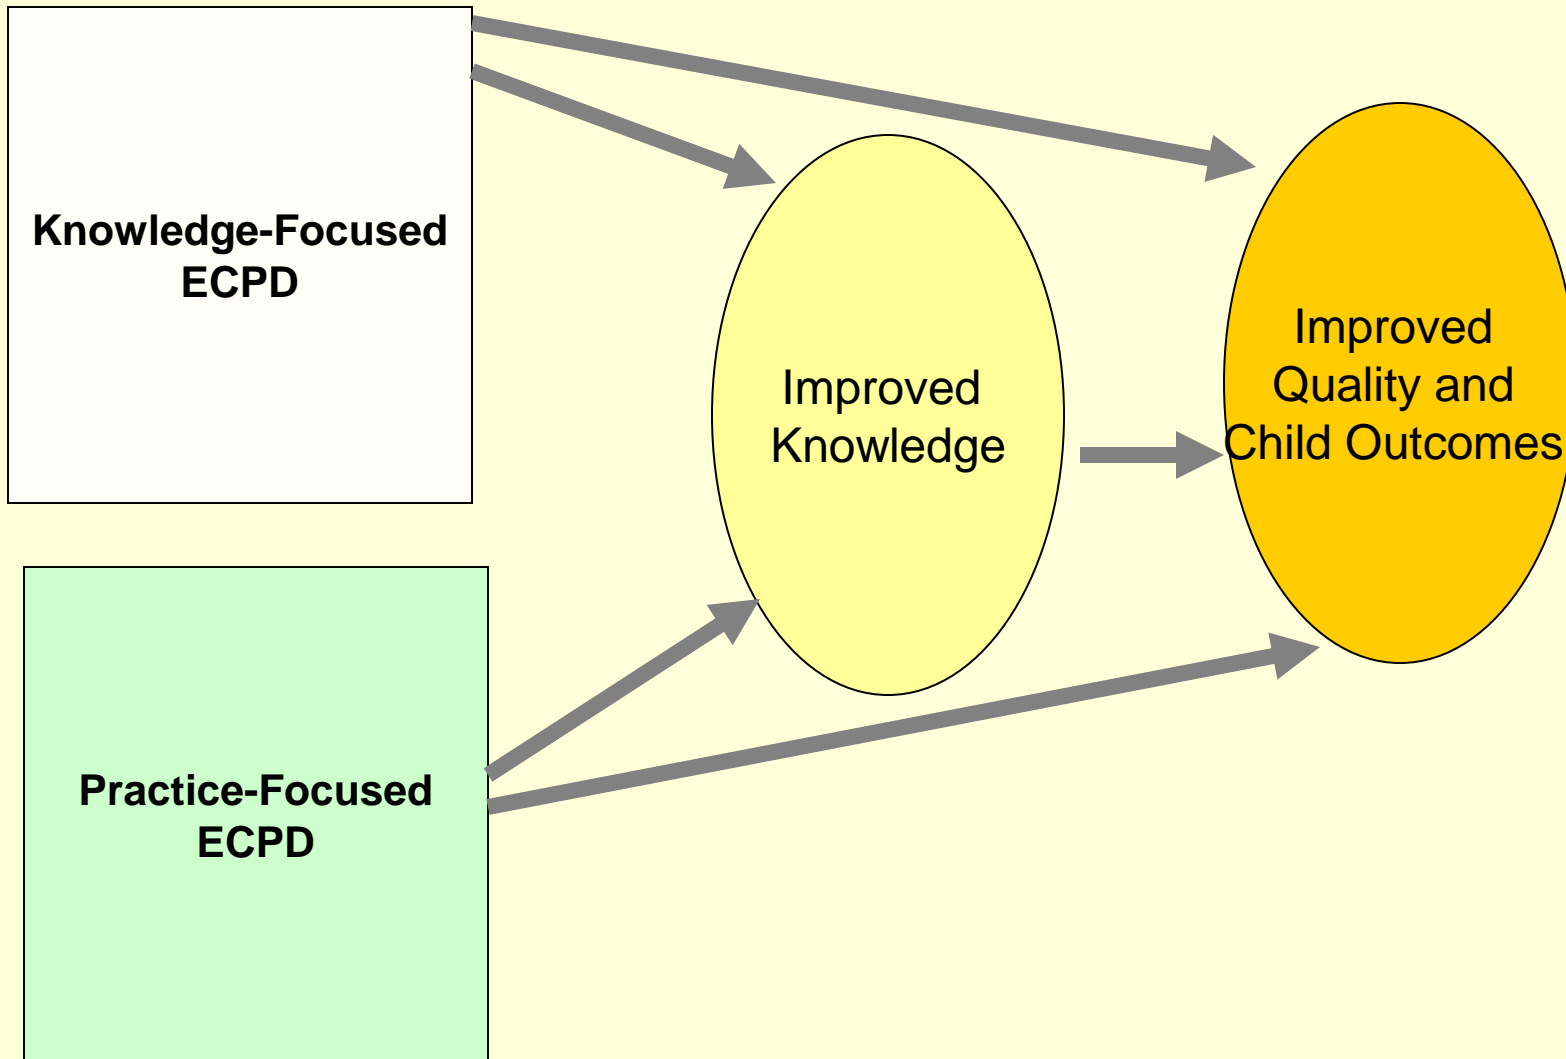 Knowledge-Focused
ECPD
Improved
Knowledge
Improved
Quality and
Child Outcomes
Practice-Focused
ECPD